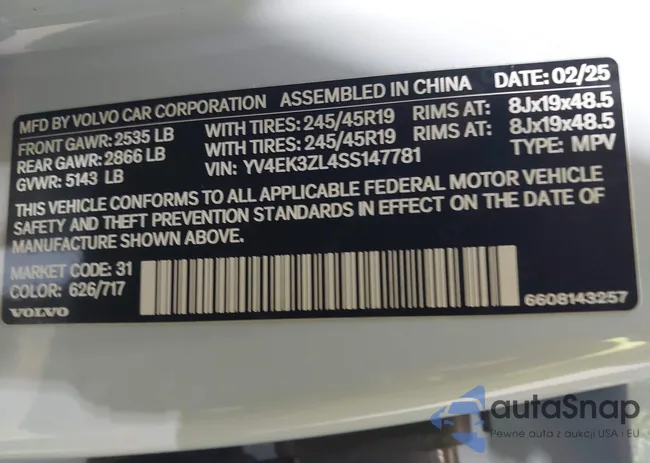 MFD BY VOLVO CAR CORPORATION ASSEMBLED IN CHINA DATE: 02/25
FRONT GAWR: 2535 LB WITH TIRES: 245/45R19 RIMS AT: 8Jx19x48.5
REAR GAWR: 2866 LB WITH TIRES: 245/45R19 RIMS AT: 8Jx19x48.5
GVWR: 5143 LB VIN: YV4EK3ZL4SS147781 TYPE: MPV
THIS VEHICLE CONFORMS TO ALL APPLICABLE FEDERAL MOTOR VEHICLE
SAFETY AND THEFT PREVENTION STANDARDS IN EFFECT ON THE DATE OF
MANUFACTURE SHOWN ABOVE.
MARKET CODE: 31
COLOR: 626/717
VOLVO 6608143257
autaSnap
Pewne auta z aukcji USA i EU